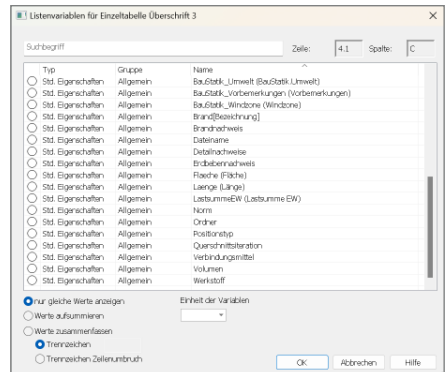 Listenvariablen für Einzeltabelle Überschrift 3
Suchbegriff
Zeile: 4.1 Spalte: C
Typ Gruppe Name
Std. Eigenschaften Allgemein BauStatik_Umwelt (BauStatik.Umwelt)
Std. Eigenschaften Allgemein BauStatik_Vorbemerkungen (Vorbemerkungen)
Std. Eigenschaften Allgemein BauStatik_Windzone (Windzone)
Std. Eigenschaften Allgemein Brand[Bezeichnung]
Std. Eigenschaften Allgemein Brandnachweis
Std. Eigenschaften Allgemein Dateiname
Std. Eigenschaften Allgemein Detailnachweise
Std. Eigenschaften Allgemein Erdbebennachweis
Std. Eigenschaften Allgemein Flaeche (Fläche)
Std. Eigenschaften Allgemein Laenge (Länge)
Std. Eigenschaften Allgemein LastsummeEW (Lastsumme EW)
Std. Eigenschaften Allgemein Norm
Std. Eigenschaften Allgemein Ordner
Std. Eigenschaften Allgemein Positionstyp
Std. Eigenschaften Allgemein Querschnittsiteration
Std. Eigenschaften Allgemein Verbindungsmittel
Std. Eigenschaften Allgemein Volumen
Std. Eigenschaften Allgemein Werkstoff
nur gleiche Werte anzeigen Einheit der Variablen
Werte aufsummieren
Werte zusammenfassen
Trennzeichen
Trennzeichen Zeilenumbruch
OK Abbrechen Hilfe